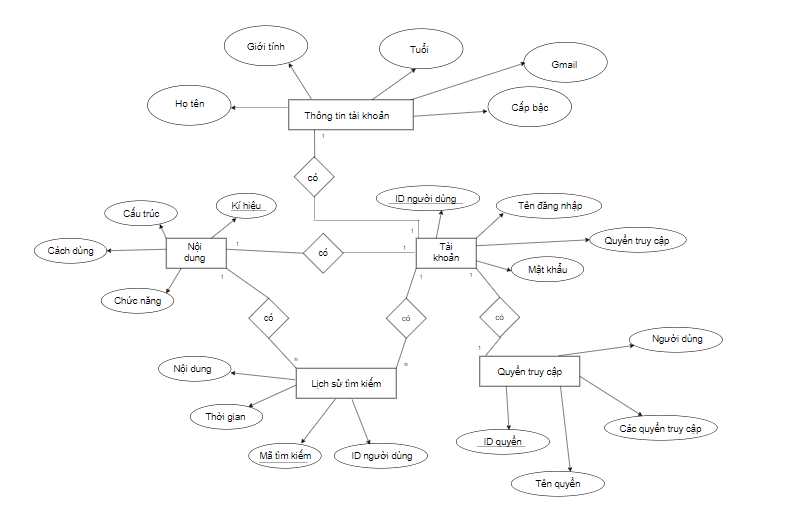 Giới tính
Tuổi
Gmail
Họ tên
Thông tin tài khoản
Cấp bậc
1
có
Kí hiệu
ID người dùng
Tên đăng nhập
Cấu trúc
1
Quyền truy cập
Cách dùng
Nội
dung
1
có
1
Tài
khoản
Mật khẩu
1
1
1
Chức năng
có
có
có
Người dùng
1
n
n
Nội dung
Lịch sử tìm kiếm
Quyền truy cập
Thời gian
Các quyền truy cập
ID quyền
Mã tìm kiếm
ID người dùng
Tên quyền